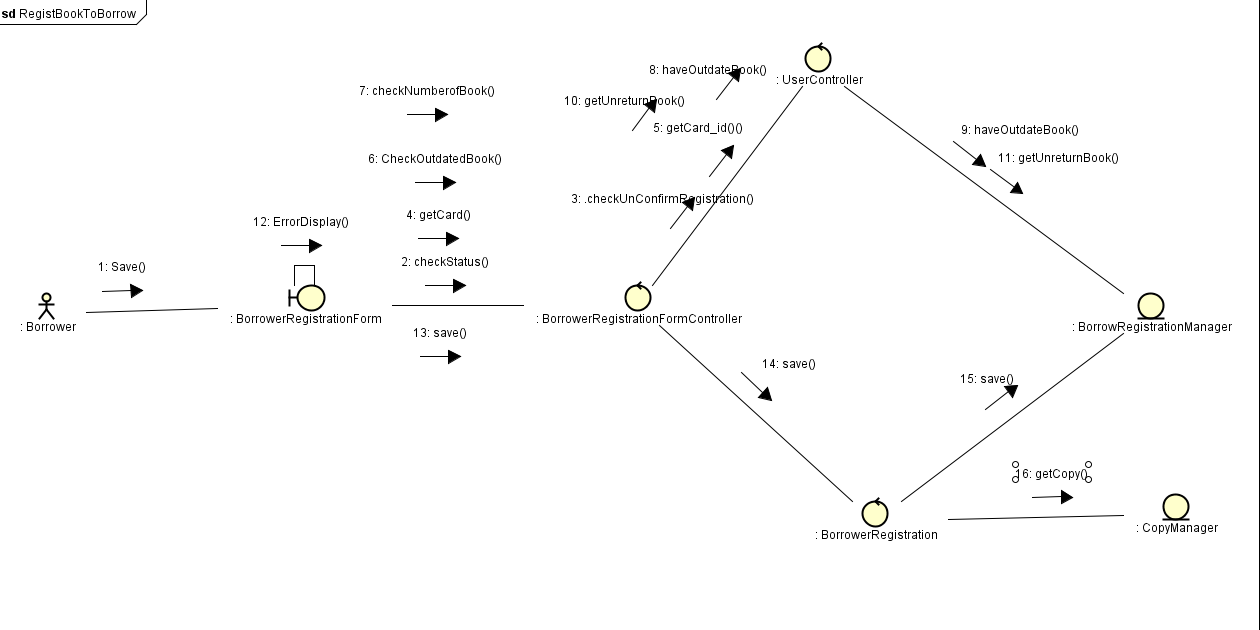 sd RegistBookToBorrow
8: haveOutdateBook()
: UserController
7: checkNumberofBook()
10: getUnreturnBook()
5: getCard_id()()
9: haveOutdateBook()
11: getUnreturnBook()
6: CheckOutdatedBook()
3: .checkUnConfirmRegistration()
4: getCard()
12: ErrorDisplay()
2: checkStatus()
1: Save()
: Borrower
: BorrowerRegistrationForm
: BorrowerRegistrationFormController
: BorrowRegistrationManager
13: save()
14: save()
15: save()
16: getCopy()
: BorrowerRegistration
: CopyManager